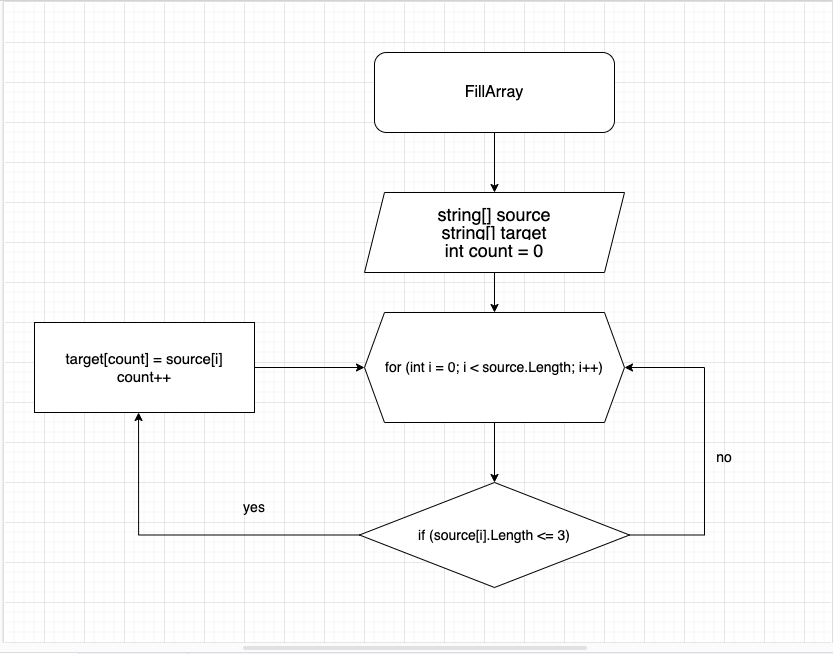 FillArray
string[] source
string[] target
int count = 0
target[count] = source[i]
count++
for (int i = 0; i < source.Length; i++)
no
yes
if (source[i].Length <= 3)